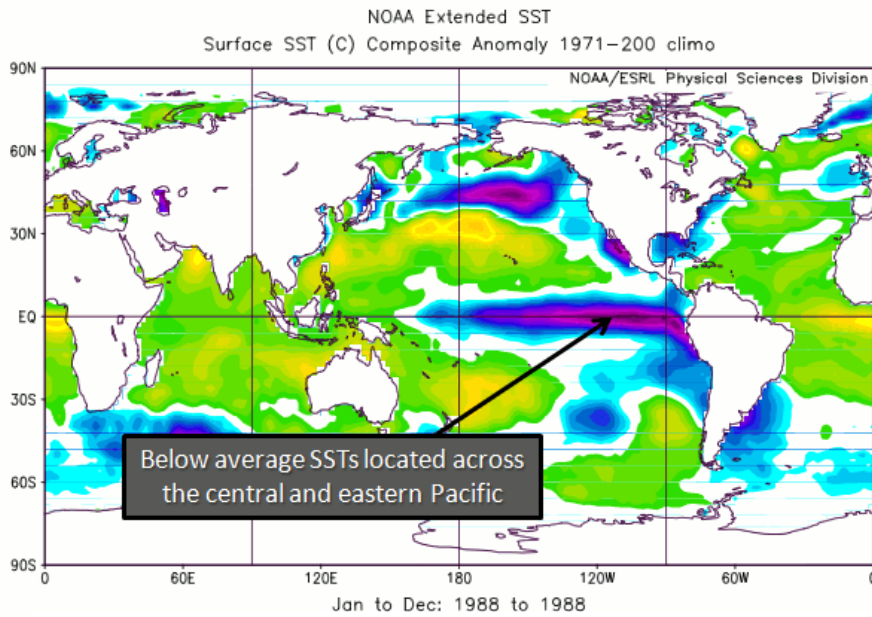 NOAA Extended SST
Surface SST (C) Composite Anomaly 1971-200 climo
90N
NOAA/ESRL Physical Sciences Division
60N
30N
EQ
30S
Below average SSTs located across
the central and eastern Pacific
60S
90S
0
60E
120E
180
120W
60W
0
Jan to Dec: 1988 to 1988